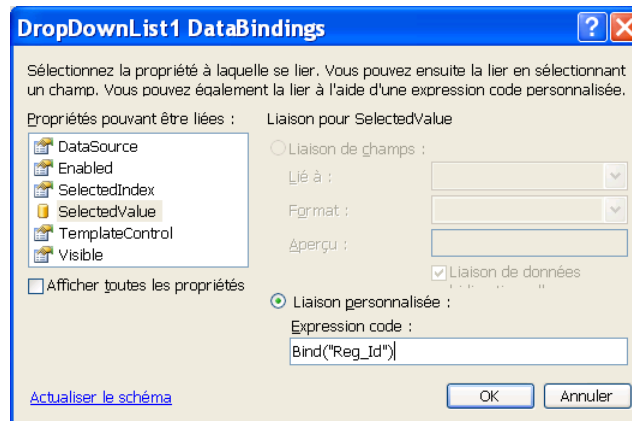 DropDownList1 DataBindings
Sélectionnez la propriété à laquelle se lier. Vous pouvez ensuite la lier en sélectionnant
un champ. Vous pouvez également la lier à l'aide d'une expression code personnalisée.
Propriétés pouvant être liées :
DataSource
Enabled
SelectedIndex
SelectedValue
TemplateControl
Visible
Afficher toutes les propriétés
Liaison pour SelectedValue
Liaison de champs :
Lié à :
Format :
Aperçu :
Liaison de données
Liaison personnalisée :
Expression code :
Bind("Reg_Id")
Actualiser le schéma
OK
Annuler